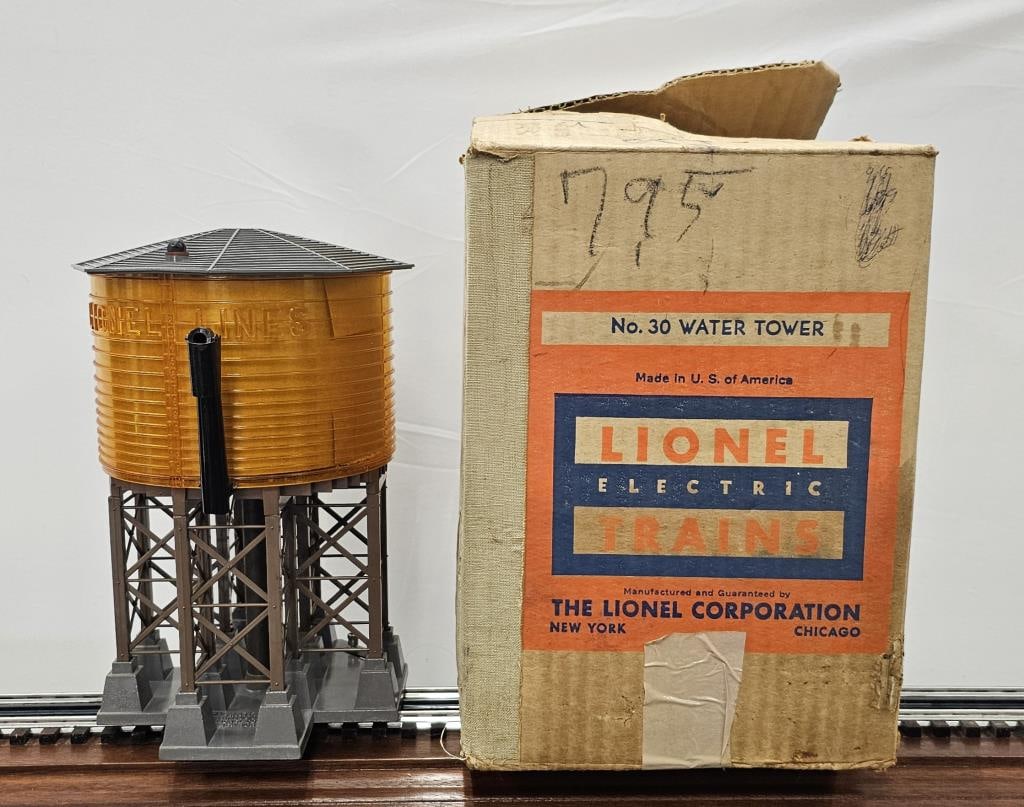 LIONEL LINES
795
No. 30 WATER TOWER
Made in U. S. of America
LIONEL
ELECTRIC
TRAINS
Manufactured and Guaranteed by
THE LIONEL CORPORATION
NEW YORK CHICAGO